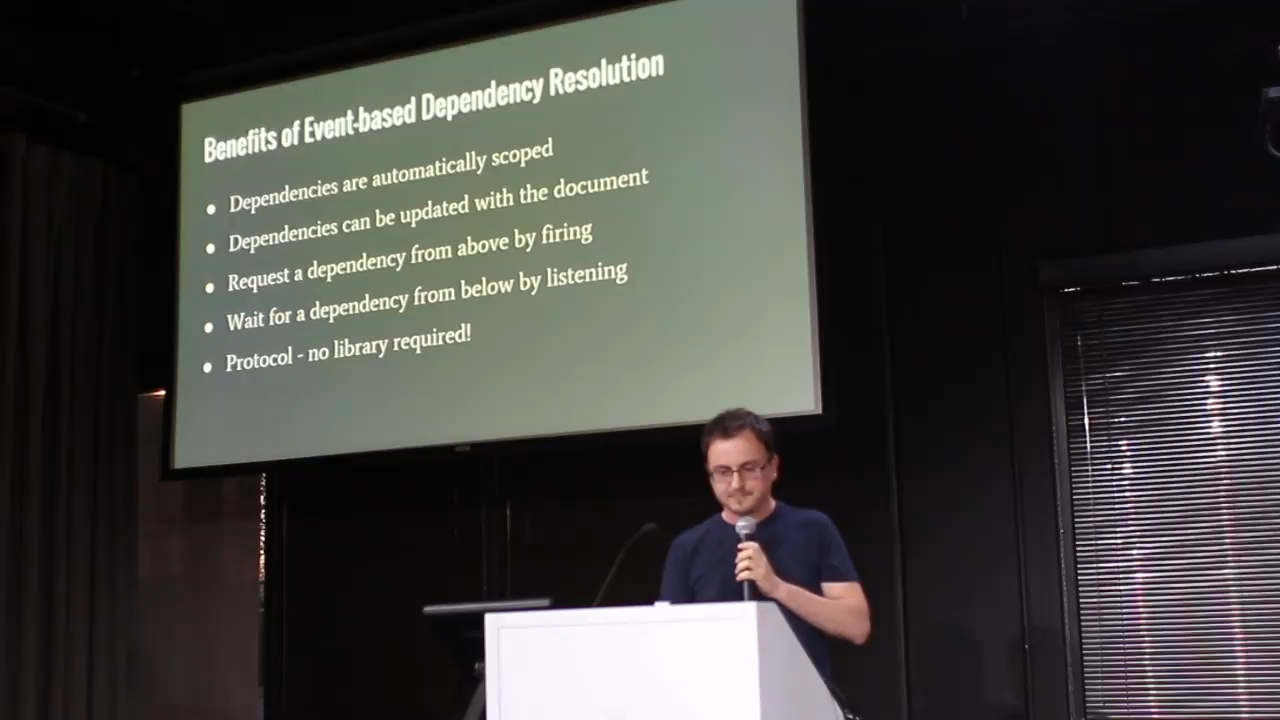 Benefits of Event-based Dependency Resolution
● Dependencies are automatically scoped
● Dependencies can be updated with the document
● Request a dependency from above by firing
● Wait for a dependency from below by listening
● Protocol - no library required!